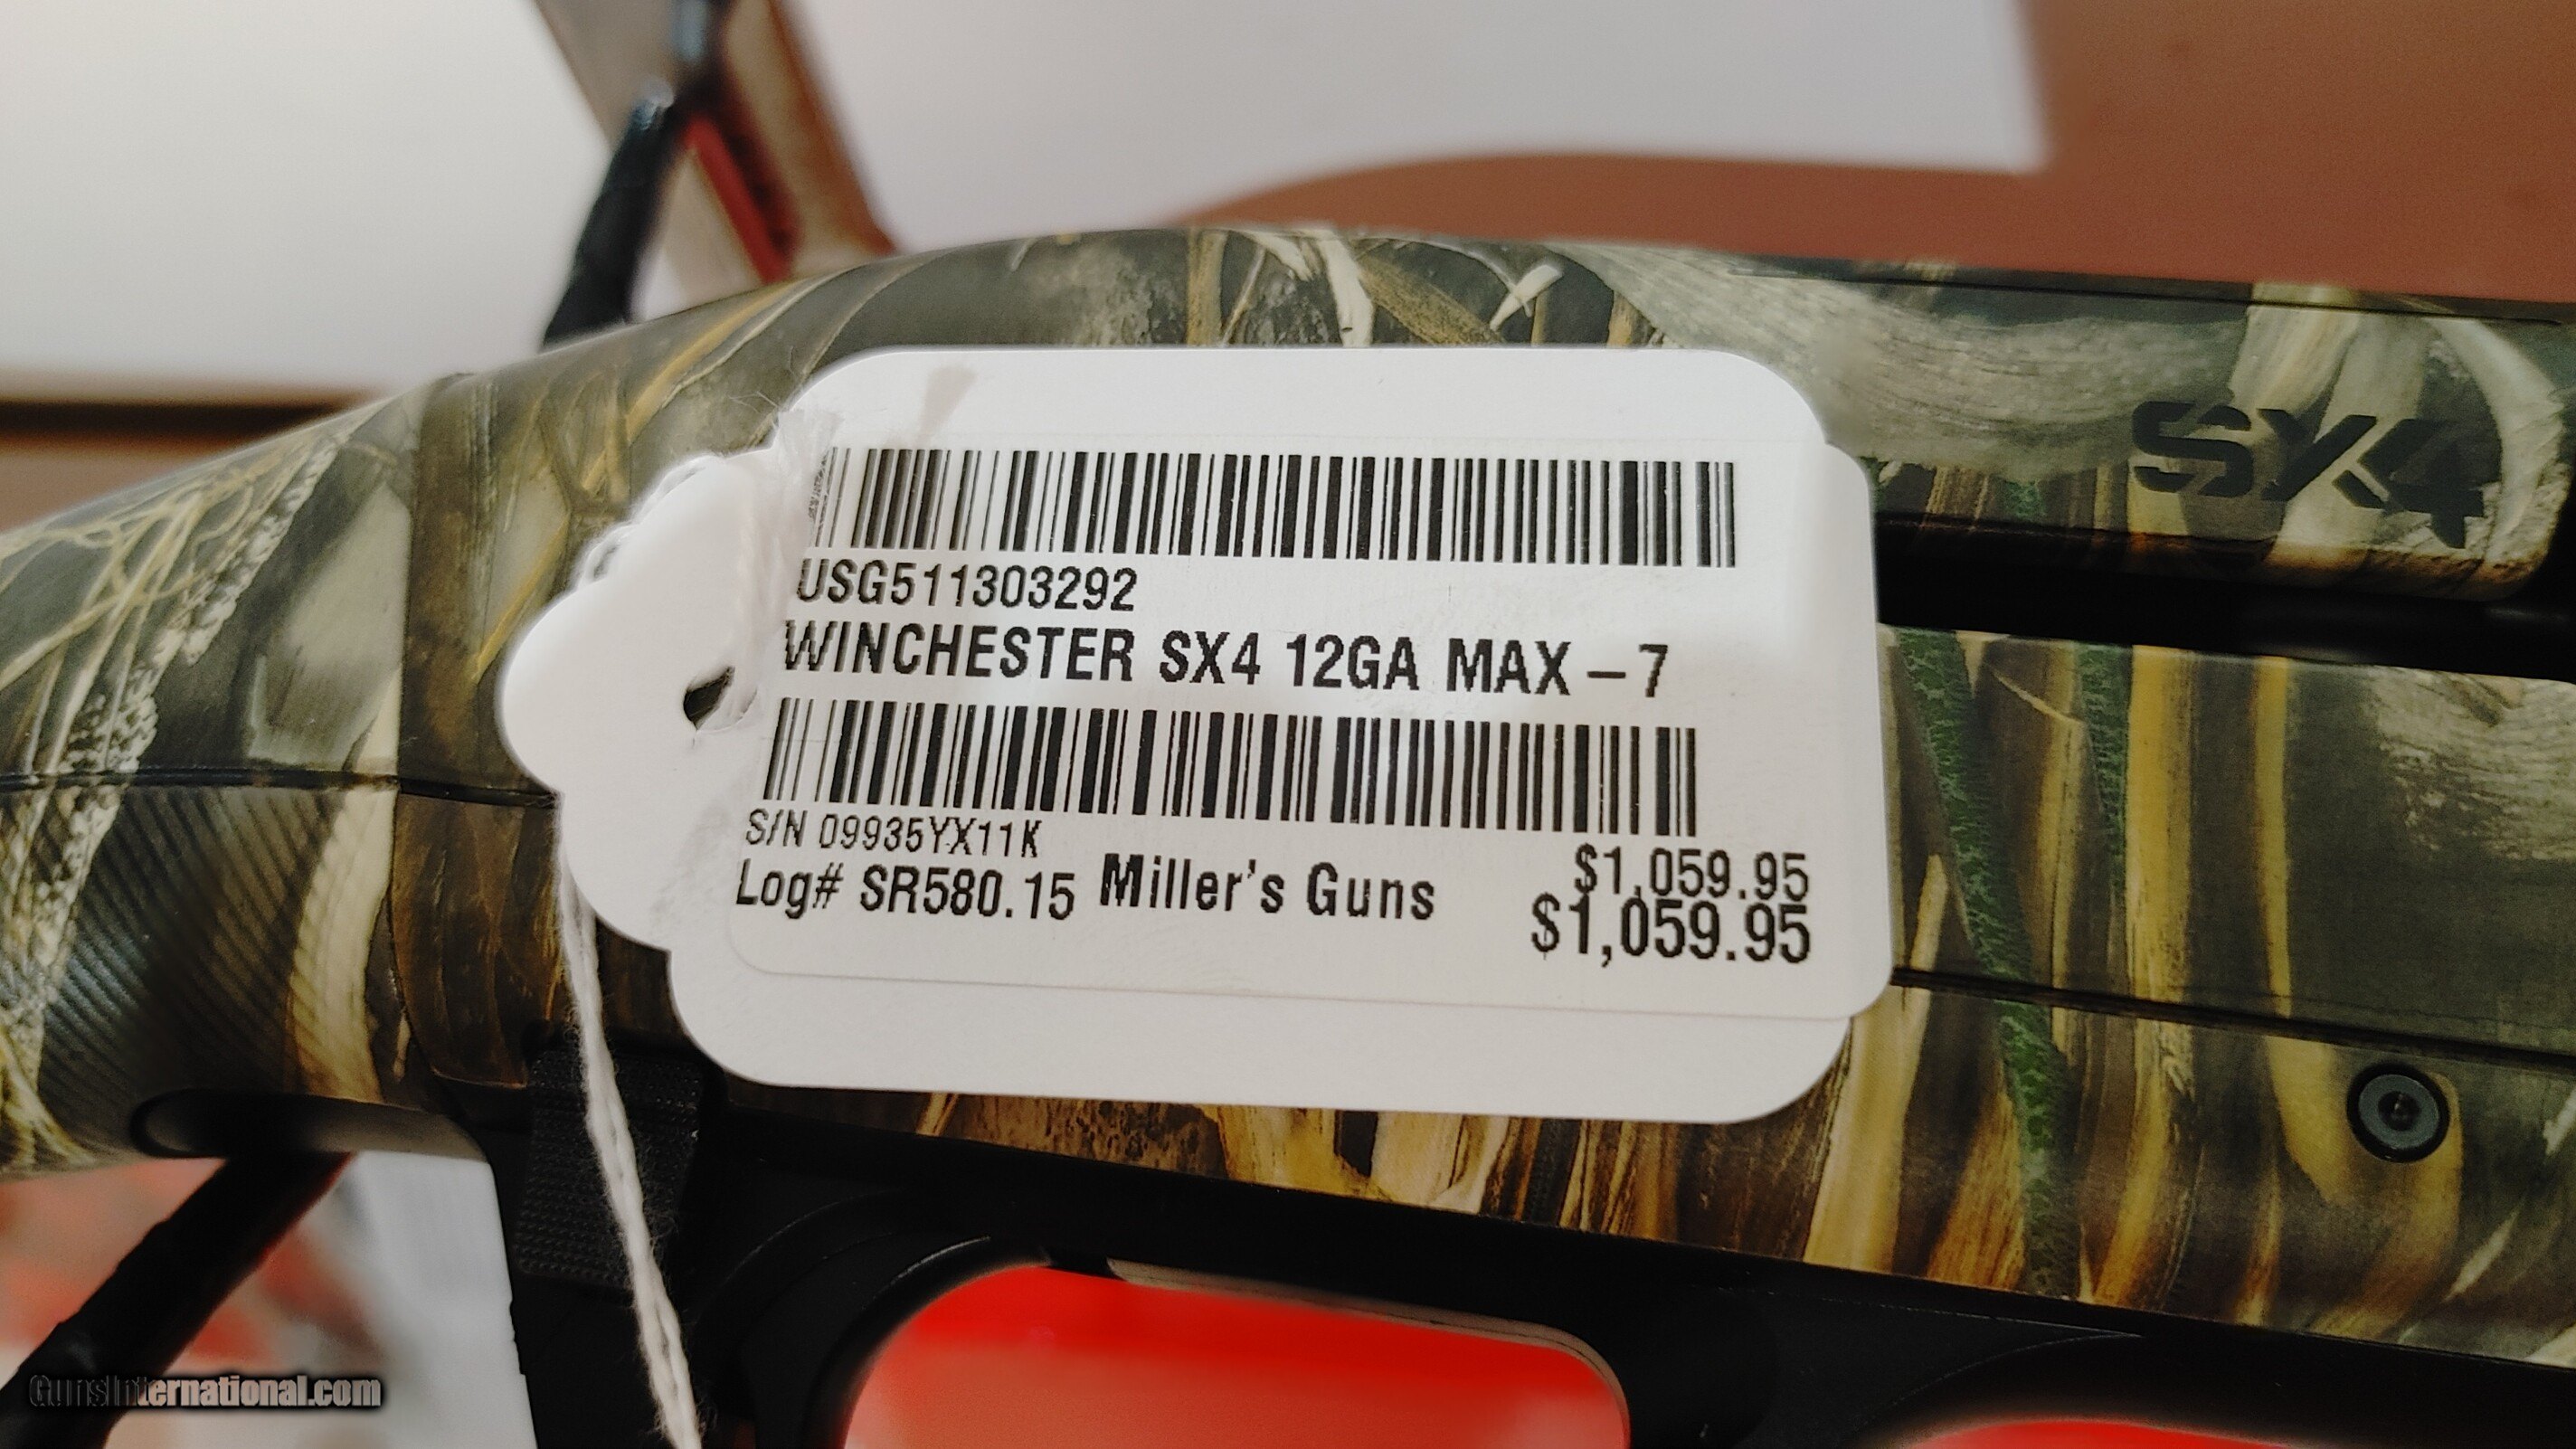 SX4
USG511303292
WINCHESTER SX4 12GA MAX-7
S/N 09935YX11K
Log# SR580.15 Miller's Guns $1,059.95
$1,059.95
GunsInternational.com